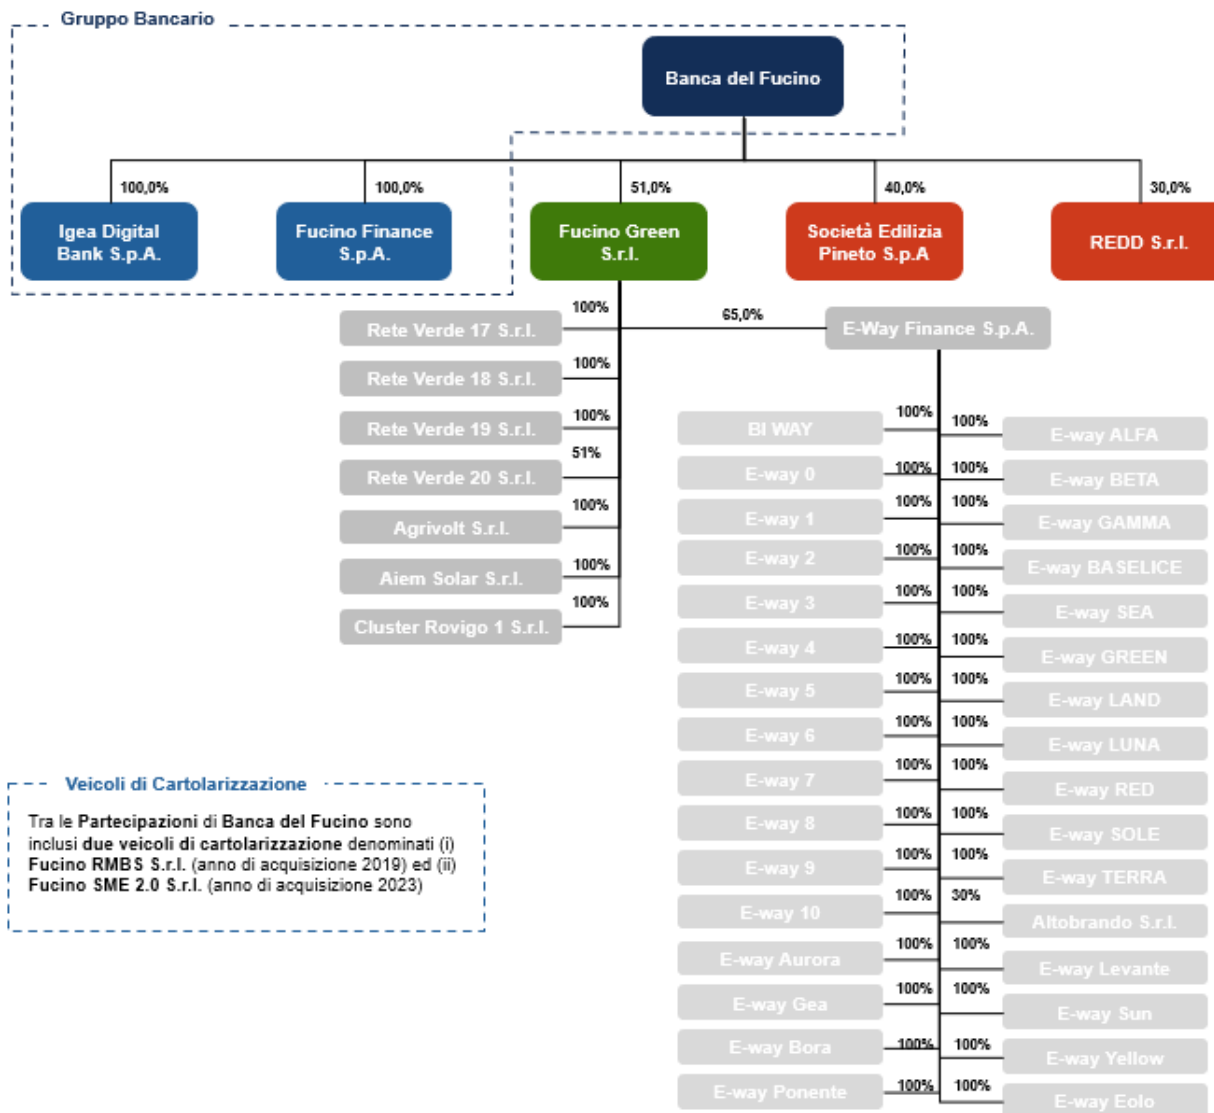 Gruppo Bancario
Banca del Fucino
100,0%
100,0%
51,0%
40,0%
30,0%
Igea Digital
Bank S.p.A.
Fucino Finance
S.p.A.
Fucino Green
S.r.l.
Società Edilizia
Pineto S.p.A
REDD S.r.l.
100%
Rete Verde 17 S.r.l.
65,0%
E-Way Finance S.p.A.
100%
Rete Verde 18 S.r.l.
100%
Rete Verde 19 S.r.l.
51%
Rete Verde 20 S.r.l.
100%
Agrivolt S.r.l.
100%
Aiem Solar S.r.l.
100%
Cluster Rovigo 1 S.r.l.
BI WAY
100%
100%
E-way ALFA
E-way 0
100%
100%
E-way BETA
E-way 1
100%
100%
E-way GAMMA
E-way 2
100%
100%
E-way BASELICE
E-way 3
100%
100%
E-way SEA
E-way 4
100%
100%
E-way GREEN
E-way 5
100%
100%
E-way LAND
E-way 6
100%
100%
E-way LUNA
E-way 7
100%
100%
E-way RED
E-way 8
100%
100%
E-way SOLE
E-way 9
100%
100%
E-way TERRA
E-way 10
100%
30%
Altobrando S.r.l.
E-way Aurora
100%
100%
E-way Levante
E-way Gea
100%
100%
E-way Sun
E-way Bora
100%
100%
E-way Yellow
E-way Ponente
100%
100%
E-way Eolo
Veicoli di Cartolarizzazione
Tra le Partecipazioni di Banca del Fucino sono
inclusi due veicoli di cartolarizzazione denominati (i)
Fucino RMBS S.r.l. (anno di acquisizione 2019) ed (ii)
Fucino SME 2.0 S.r.l. (anno di acquisizione 2023)